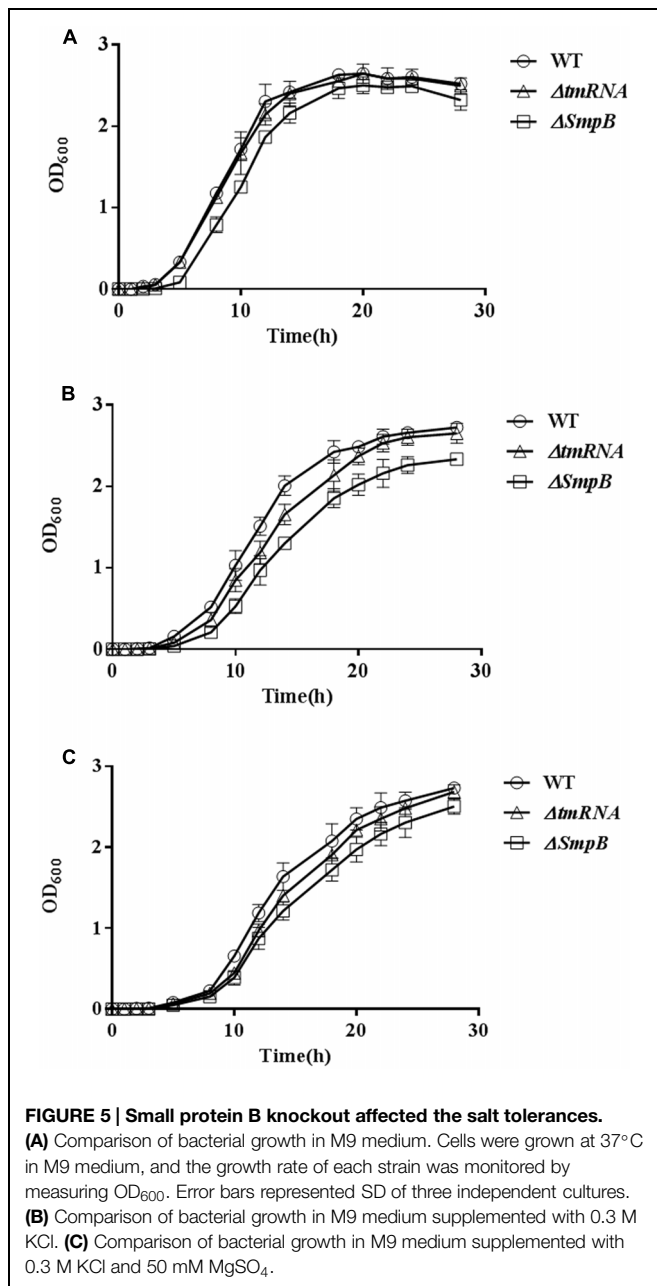 A
3
2
1
0
OD600
0 10 20 30
Time(h)
WT
ΔtmRNA
ΔSmpB
B
3
2
1
0
OD600
0 10 20 30
Time(h)
WT
ΔtmRNA
ΔSmpB
C
3
2
1
0
OD600
0 10 20 30
Time(h)
WT
ΔtmRNA
ΔSmpB
FIGURE 5 | Small protein B knockout affected the salt tolerances.
(A) Comparison of bacterial growth in M9 medium. Cells were grown at 37°C
in M9 medium, and the growth rate of each strain was monitored by
measuring OD600. Error bars represented SD of three independent cultures.
(B) Comparison of bacterial growth in M9 medium supplemented with 0.3 M
KCl. (C) Comparison of bacterial growth in M9 medium supplemented with
0.3 M KCl and 50 mM MgSO4.